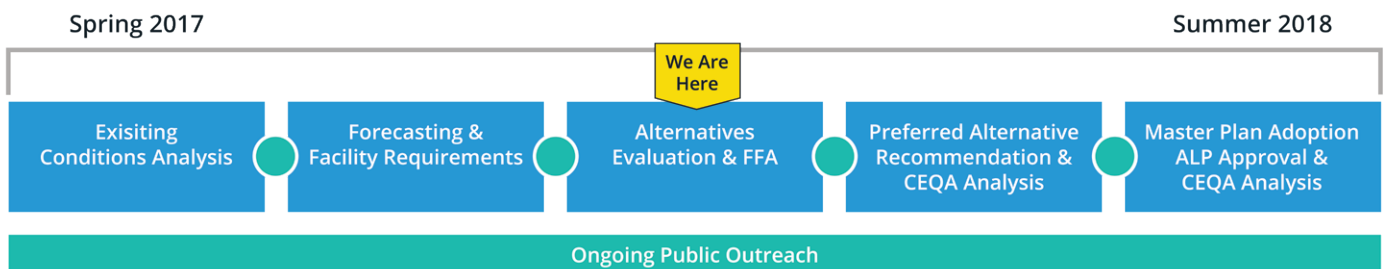 Spring 2017
Summer 2018
We Are
Here
Exisiting
Conditions Analysis
Forecasting &
Facility Requirements
Alternatives
Evaluation & FFA
Preferred Alternative
Recommendation &
CEQA Analysis
Master Plan Adoption
ALP Approval &
CEQA Analysis
Ongoing Public Outreach